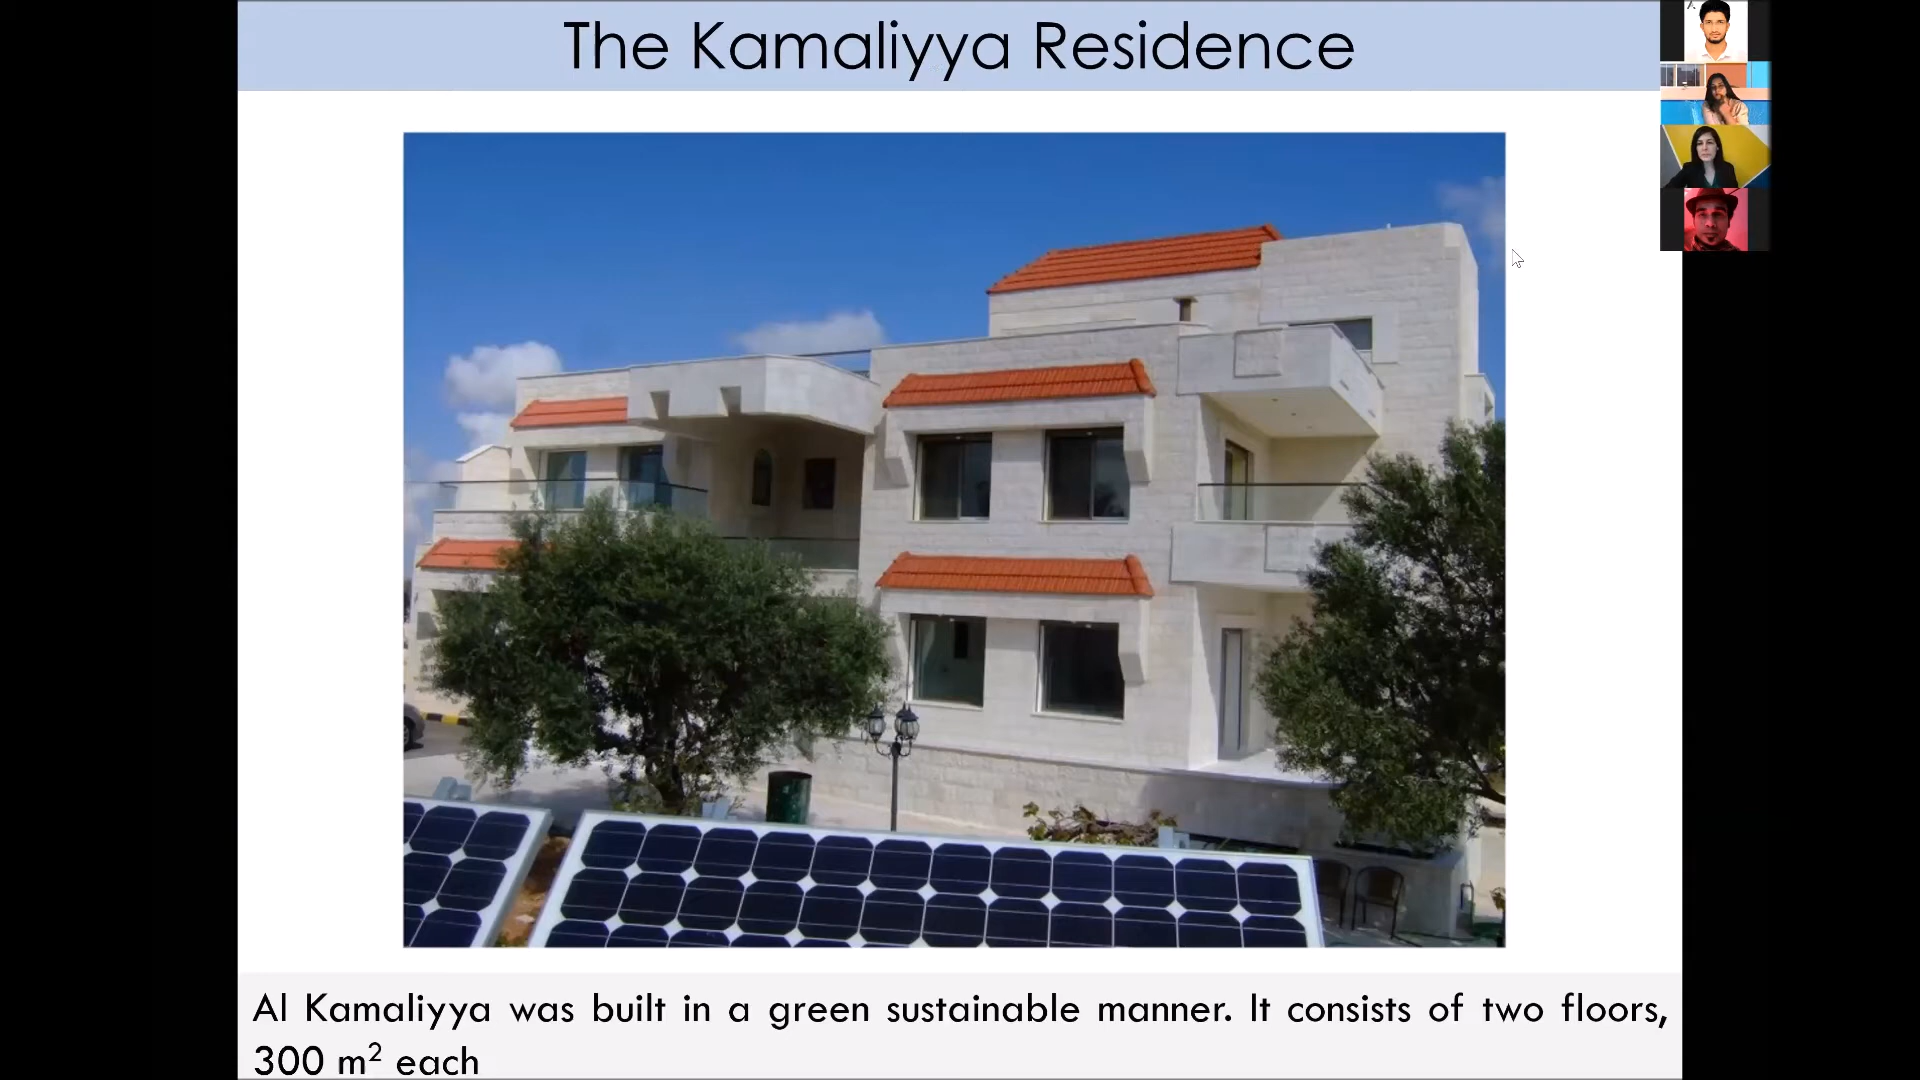 The Kamaliyya Residence
Al Kamaliyya was built in a green sustainable manner. It consists of two floors,
300 m² each